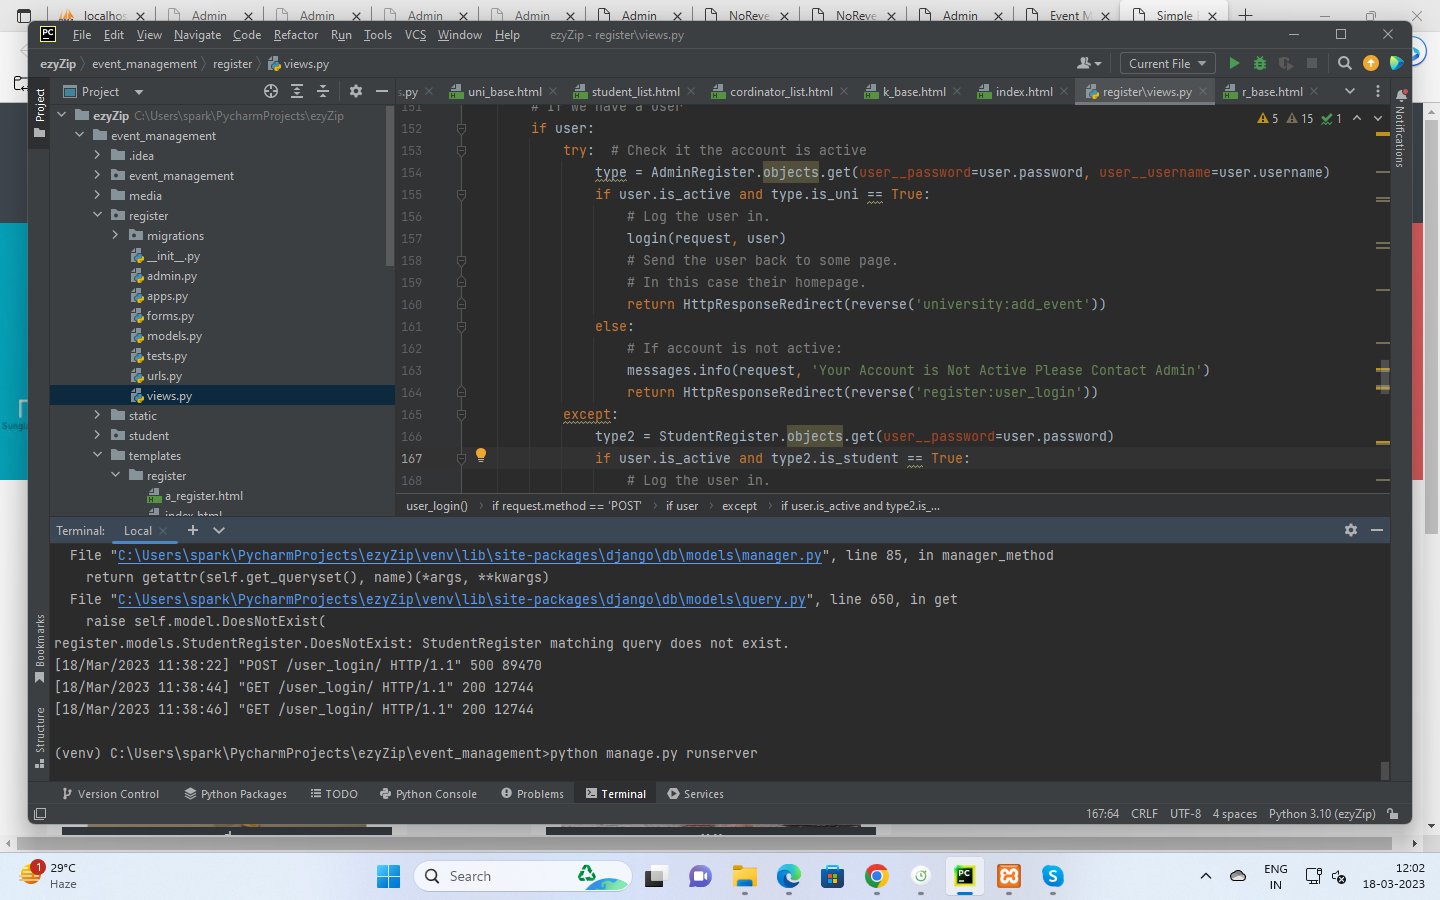 localhos
Admin
Admin
Admin
Admin
Admin
NoReve
NoReve
Admin
Event M
Simple
File Edit View Navigate Code Refactor Run Tools VCS Window Help ezyZip - register\views.py
ezyZip event_management register views.py
Current File
Project
s.py uni_base.html student_list.html cordinator_list.html k_base.html index.html register\views.py r_base.html
Project
Notifications
ezyZip C:\Users\spark\PycharmProjects\ezyZip
event_management
.idea
event_management
media
register
migrations
__init__.py
admin.py
apps.py
forms.py
models.py
tests.py
urls.py
views.py
static
student
templates
register
a_register.html
index.html
5 15 1
151 # If we have a user
152 if user:
153 try: # Check it the account is active
154 type = AdminRegister.objects.get(user__password=user.password, user__username=user.username)
155 if user.is_active and type.is_uni == True:
156 # Log the user in.
157 login(request, user)
158 # Send the user back to some page.
159 # In this case their homepage.
160 return HttpResponseRedirect(reverse('university:add_event'))
161 else:
162 # If account is not active:
163 messages.info(request, 'Your Account is Not Active Please Contact Admin')
164 return HttpResponseRedirect(reverse('register:user_login'))
165 except:
166 type2 = StudentRegister.objects.get(user__password=user.password)
167 if user.is_active and type2.is_student == True:
168 # Log the user in.
user_login() if request.method == 'POST' if user except if user.is_active and type2.is_...
Terminal: Local
File "C:\Users\spark\PycharmProjects\ezyZip\venv\lib\site-packages\django\db\models\manager.py", line 85, in manager_method
return getattr(self.get_queryset(), name)(*args, **kwargs)
File "C:\Users\spark\PycharmProjects\ezyZip\venv\lib\site-packages\django\db\models\query.py", line 650, in get
raise self.model.DoesNotExist(
register.models.StudentRegister.DoesNotExist: StudentRegister matching query does not exist.
[18/Mar/2023 11:38:22] "POST /user_login/ HTTP/1.1" 500 89470
[18/Mar/2023 11:38:44] "GET /user_login/ HTTP/1.1" 200 12744
[18/Mar/2023 11:38:46] "GET /user_login/ HTTP/1.1" 200 12744
(venv) C:\Users\spark\PycharmProjects\ezyZip\event_management>python manage.py runserver
Bookmarks
Structure
Version Control Python Packages TODO Python Console Problems Terminal Services
167:64 CRLF UTF-8 4 spaces Python 3.10 (ezyZip)
1
29°C
Haze
Search
ENG
IN
12:02
18-03-2023